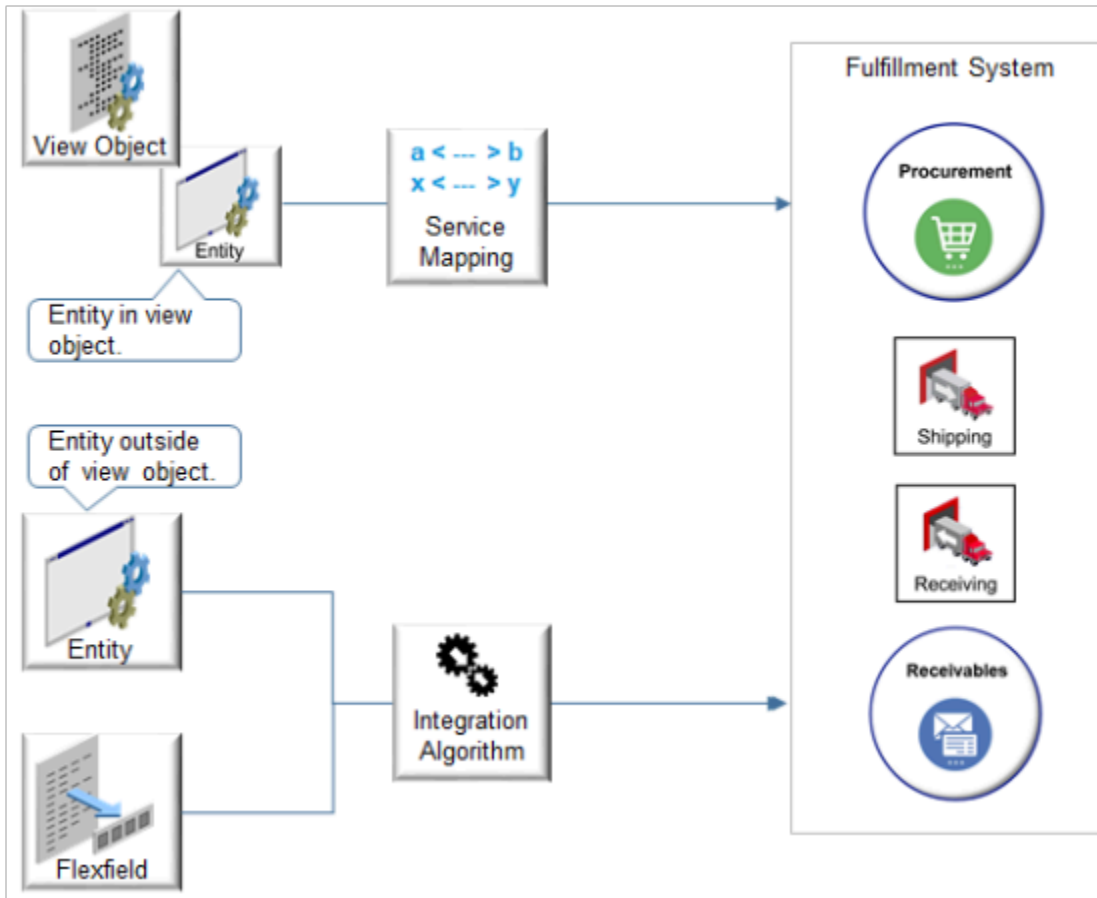 View Object
Entity
Entity in view
object.
a < --- > b
x < --- > y
Service
Mapping
Entity outside
of view object.
Entity
Flexfield
Integration
Algorithm
Fulfillment System
Procurement
Shipping
Receiving
Receivables